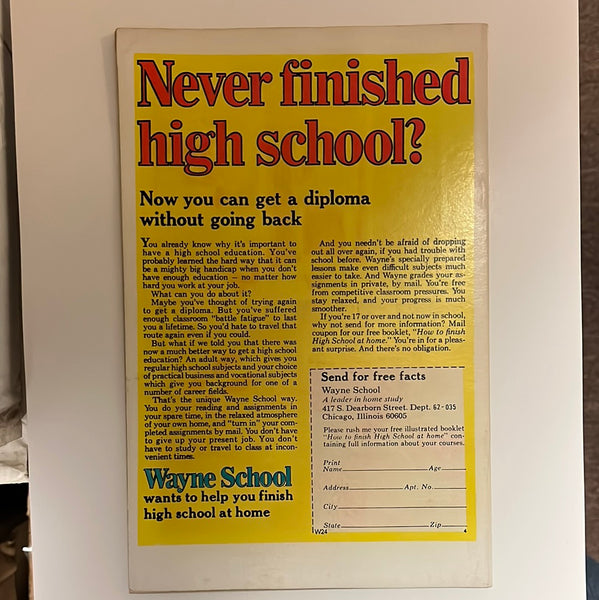 Never finished
high school?
Now you can get a diploma
without going back
You already know why it's important to
have a high school education. You've
probably learned the hard way that it can
be a mighty big handicap when you don't
have enough education — no matter how
hard you work at your job.
What can you do about it?
Maybe you've thought of trying again
to get a diploma. But you've suffered
enough classroom "battle fatigue" to last
you a lifetime. So you'd hate to travel that
route again even if you could.
But what if we told you that there was
now a much better way to get a high school
education? An adult way, which gives you
regular high school subjects and your choice
of practical business and vocational subjects
which give you background for one of a
number of career fields.
That's the unique Wayne School way.
You do your reading and assignments in
your spare time, in the relaxed atmosphere
of your own home, and "turn in" your com-
pleted assignments by mail. You don't have
to give up your present job. You don't
have to study or travel to class at incon-
venient times.
Wayne School
wants to help you finish
high school at home
And you needn't be afraid of dropping
out all over again, if you had trouble with
school before. Wayne's specially prepared
lessons make even difficult subjects much
easier to take. And Wayne grades your as-
signments in private, by mail. You're free
from competitive classroom pressures. You
stay relaxed, and your progress is much
smoother.
If you're 17 or over and not now in school,
why not send for more information? Mail
coupon for our free booklet, "How to finish
High School at home." You're in for a pleas-
ant surprise. And there's no obligation.
Send for free facts
Wayne School
A leader in home study
417 S. Dearborn Street. Dept. 62-035
Chicago, Illinois 60605
Please rush me your free illustrated booklet
"How to finish High School at home" con-
taining full information about your courses.
Print
Name Age
Address Apt. No.
City
State Zip
W24 4